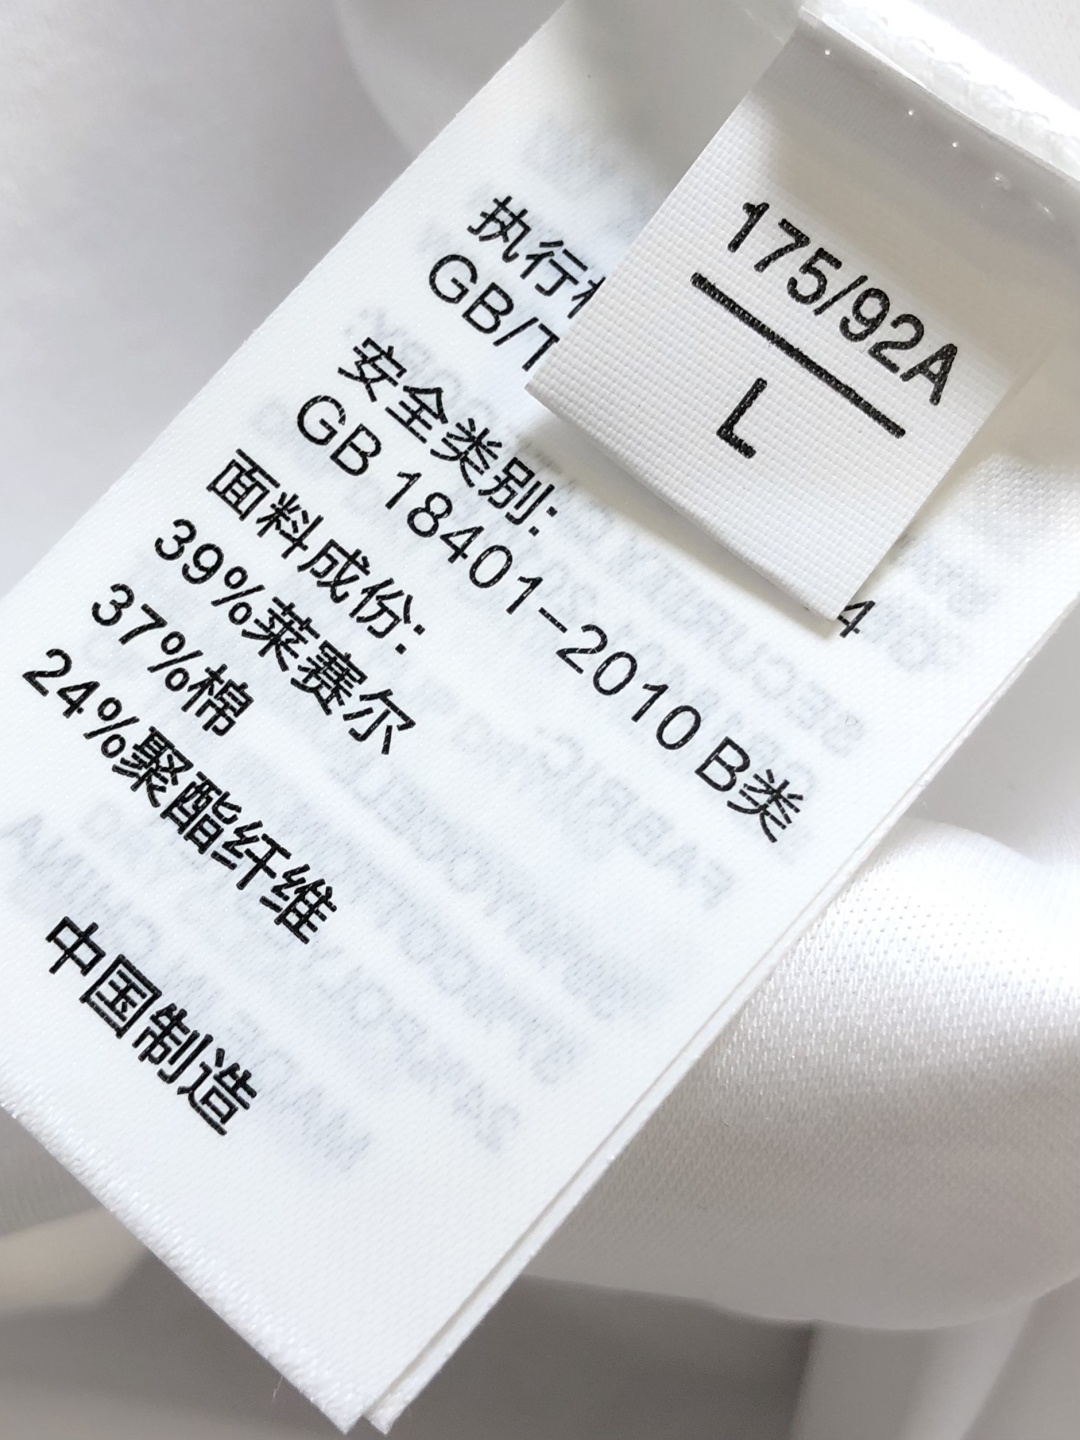 175/92A
L
执行
GB/T
4
安全类别:
GB 18401-2010 B类
面料成份:
39%莱赛尔
37%棉
24%聚酯纤维
中国制造